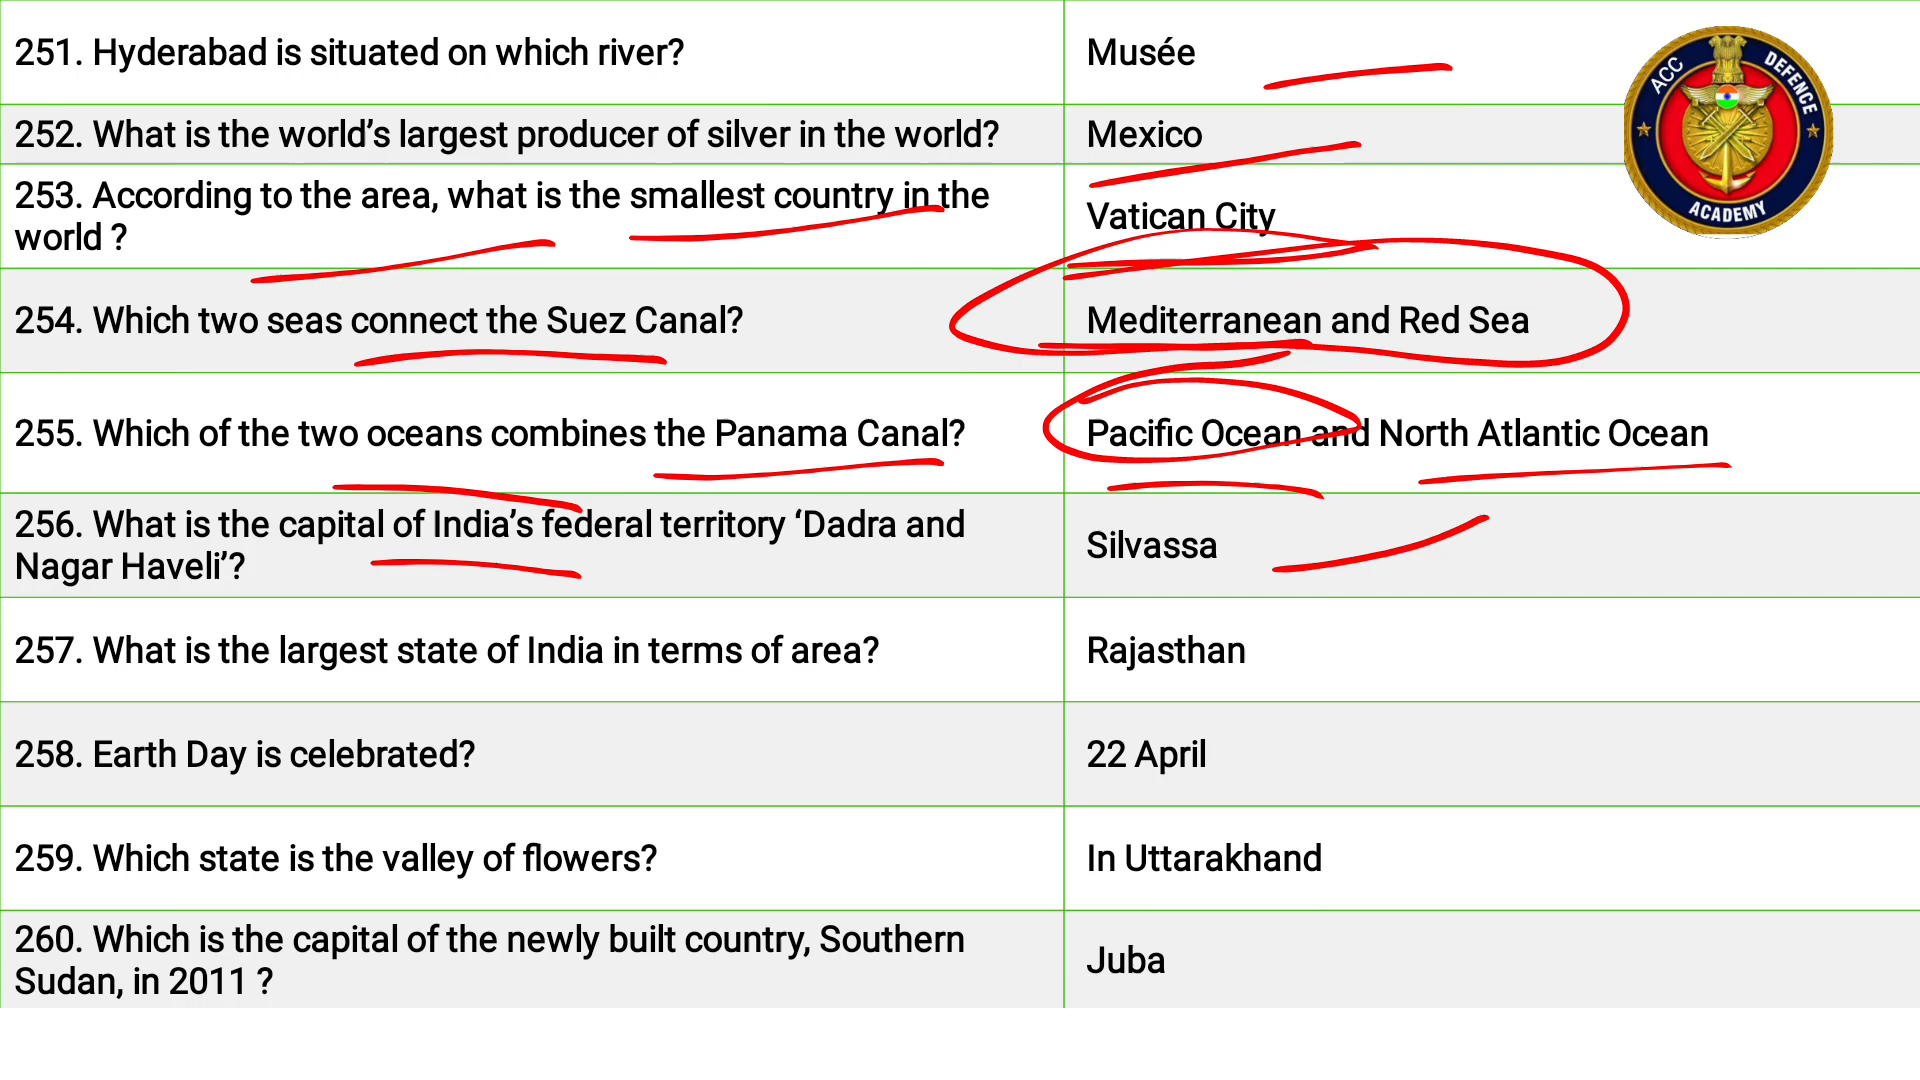 251. Hyderabad is situated on which river?
Musée
252. What is the world’s largest producer of silver in the world?
Mexico
253. According to the area, what is the smallest country in the
world ?
Vatican City
254. Which two seas connect the Suez Canal?
Mediterranean and Red Sea
255. Which of the two oceans combines the Panama Canal?
Pacific Ocean and North Atlantic Ocean
256. What is the capital of India’s federal territory ‘Dadra and
Nagar Haveli’?
Silvassa
257. What is the largest state of India in terms of area?
Rajasthan
258. Earth Day is celebrated?
22 April
259. Which state is the valley of flowers?
In Uttarakhand
260. Which is the capital of the newly built country, Southern
Sudan, in 2011 ?
Juba
ACC DEFENCE
ACADEMY